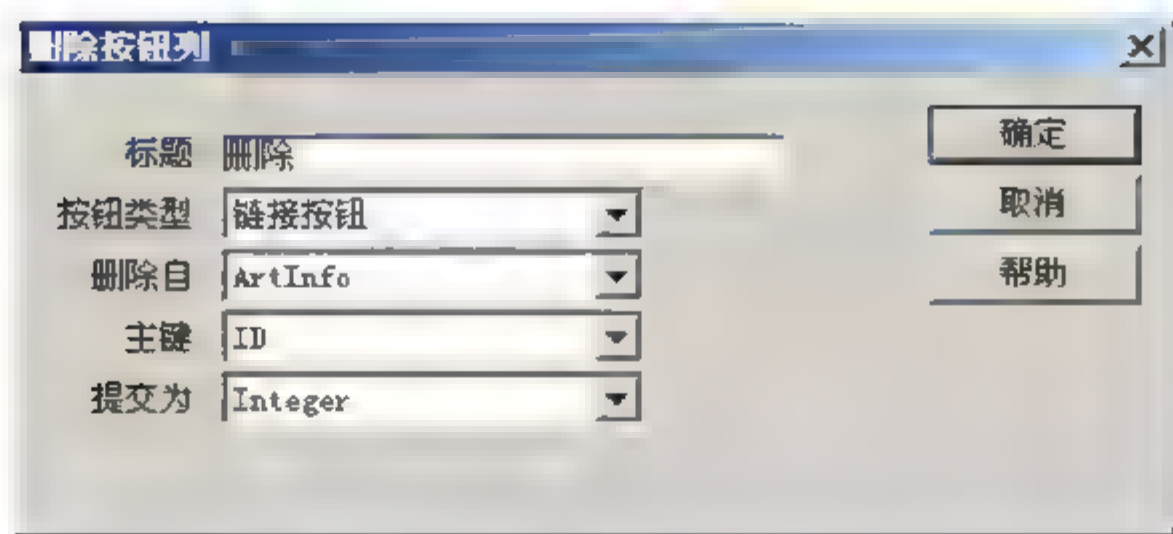 删除按钮列
标题 删除 确定
按钮类型 链接按钮 取消
删除自 ArtInfo 帮助
主键 ID
提交为 Integer